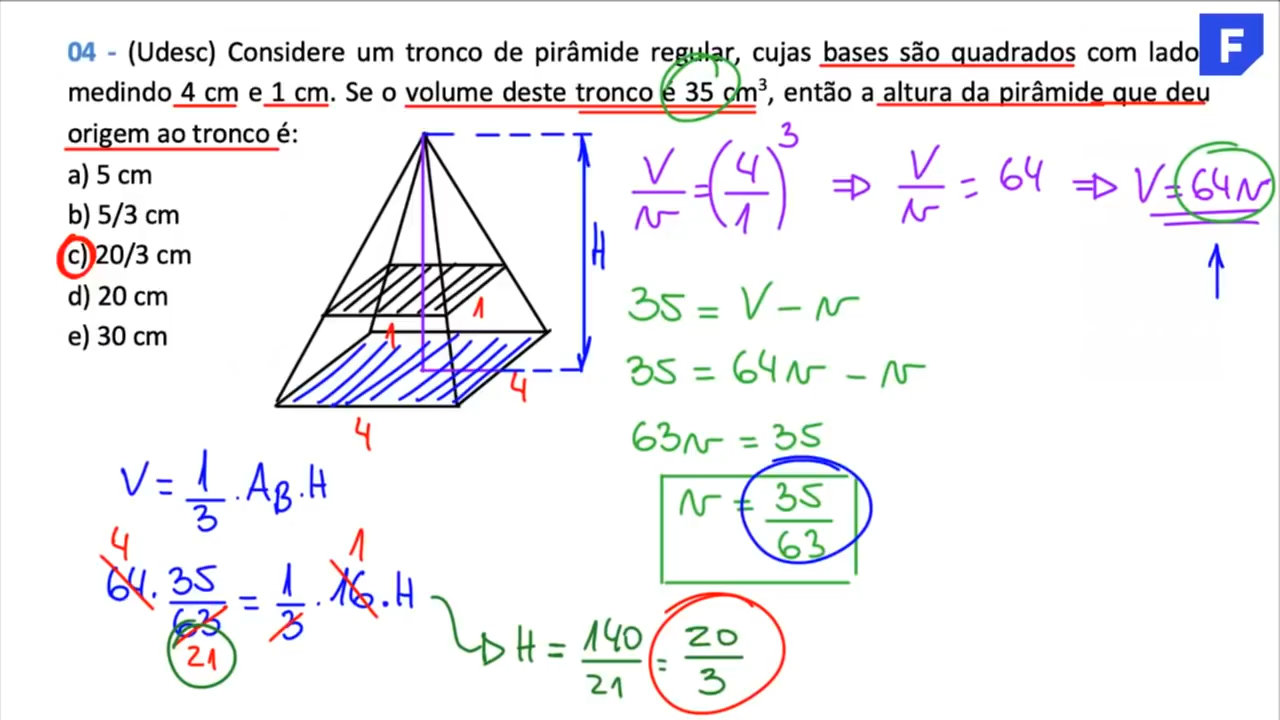 F
04 - (Udesc) Considere um tronco de pirâmide regular, cujas bases são quadrados com lado
medindo 4 cm e 1 cm. Se o volume deste tronco é 35 cm³, então a altura da pirâmide que deu
origem ao tronco é:
a) 5 cm
b) 5/3 cm
c) 20/3 cm
d) 20 cm
e) 30 cm
H
1
1
4
4
V/v = (4/1)³ ⇒ V/v = 64 ⇒ V = 64v
35 = V - v
35 = 64v - v
63v = 35
v = 35/63
V = 1/3 . AB . H
4 1
64 . 35/63 = 1/3 . 16 . H
21
H = 140/21 = 20/3